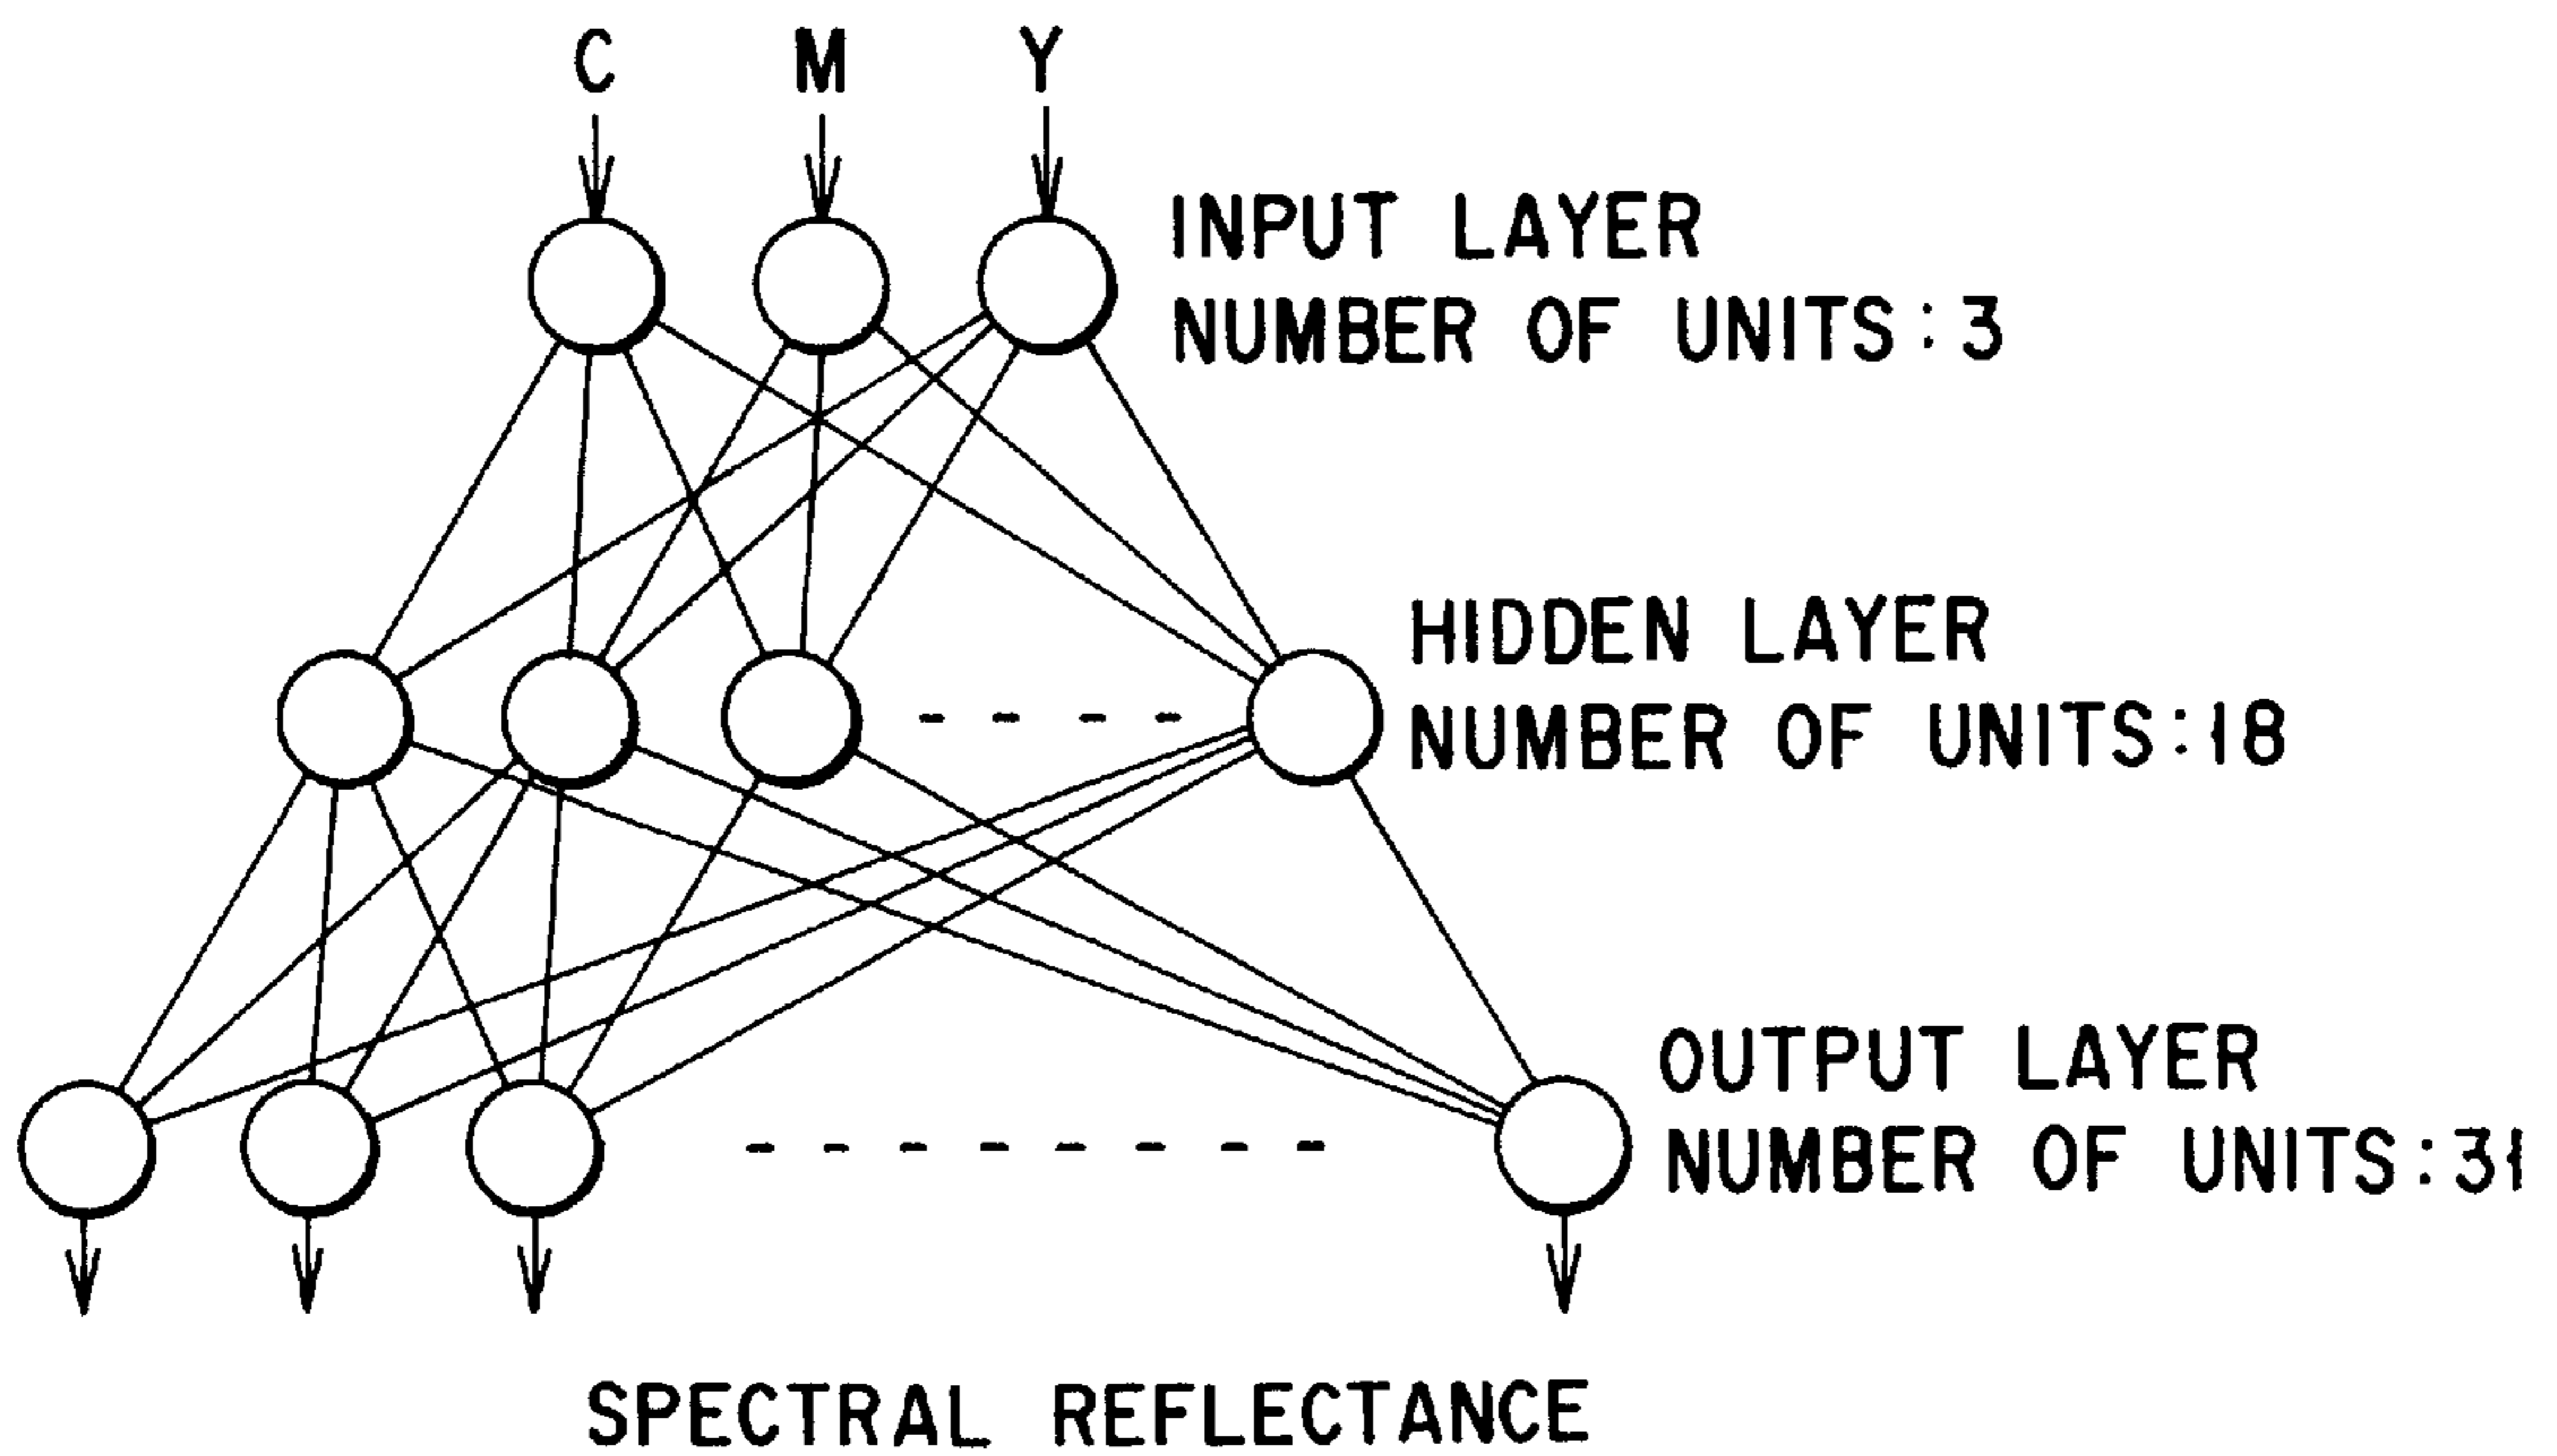 C M Y
INPUT LAYER
NUMBER OF UNITS:3
HIDDEN LAYER
NUMBER OF UNITS:18
OUTPUT LAYER
NUMBER OF UNITS:31
SPECTRAL REFLECTANCE